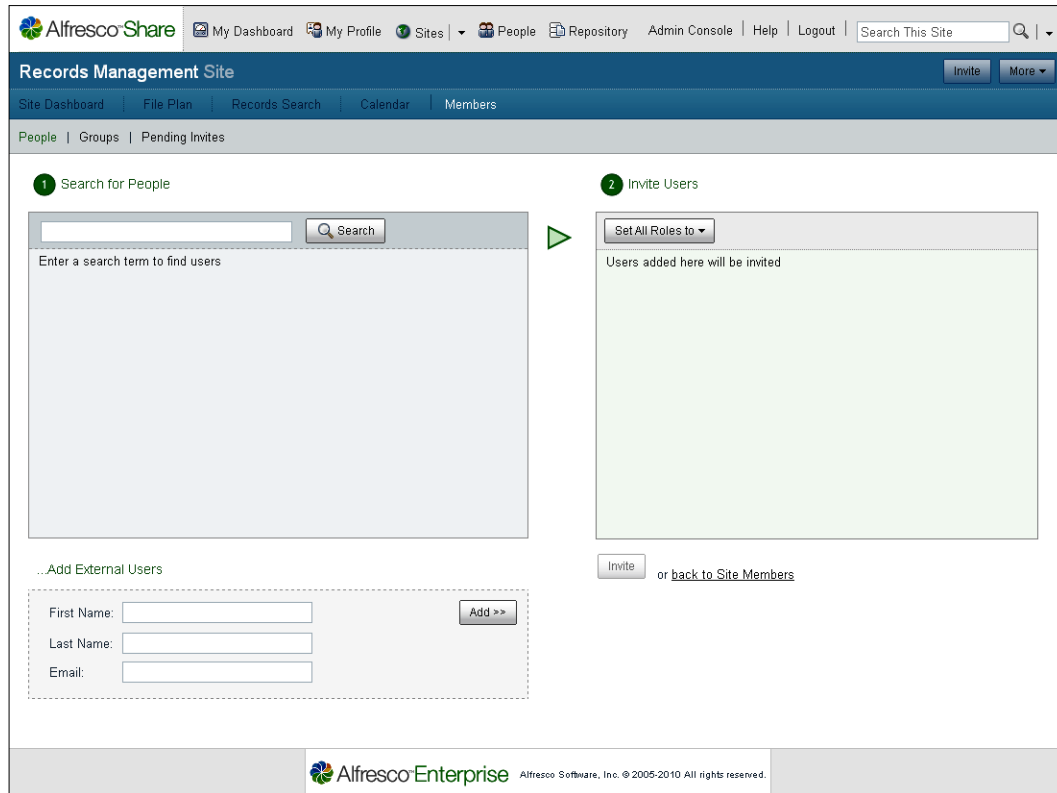 Alfresco™Share My Dashboard My Profile Sites People Repository Admin Console | Help | Logout | Search This Site
Records Management Site Invite More
Site Dashboard File Plan Records Search Calendar Members
People | Groups | Pending Invites
1 Search for People
2 Invite Users
Search
Set All Roles to
Enter a search term to find users
Users added here will be invited
Invite or back to Site Members
...Add External Users
First Name: Add >>
Last Name:
Email:
Alfresco™Enterprise Alfresco Software, Inc. © 2005-2010 All rights reserved.